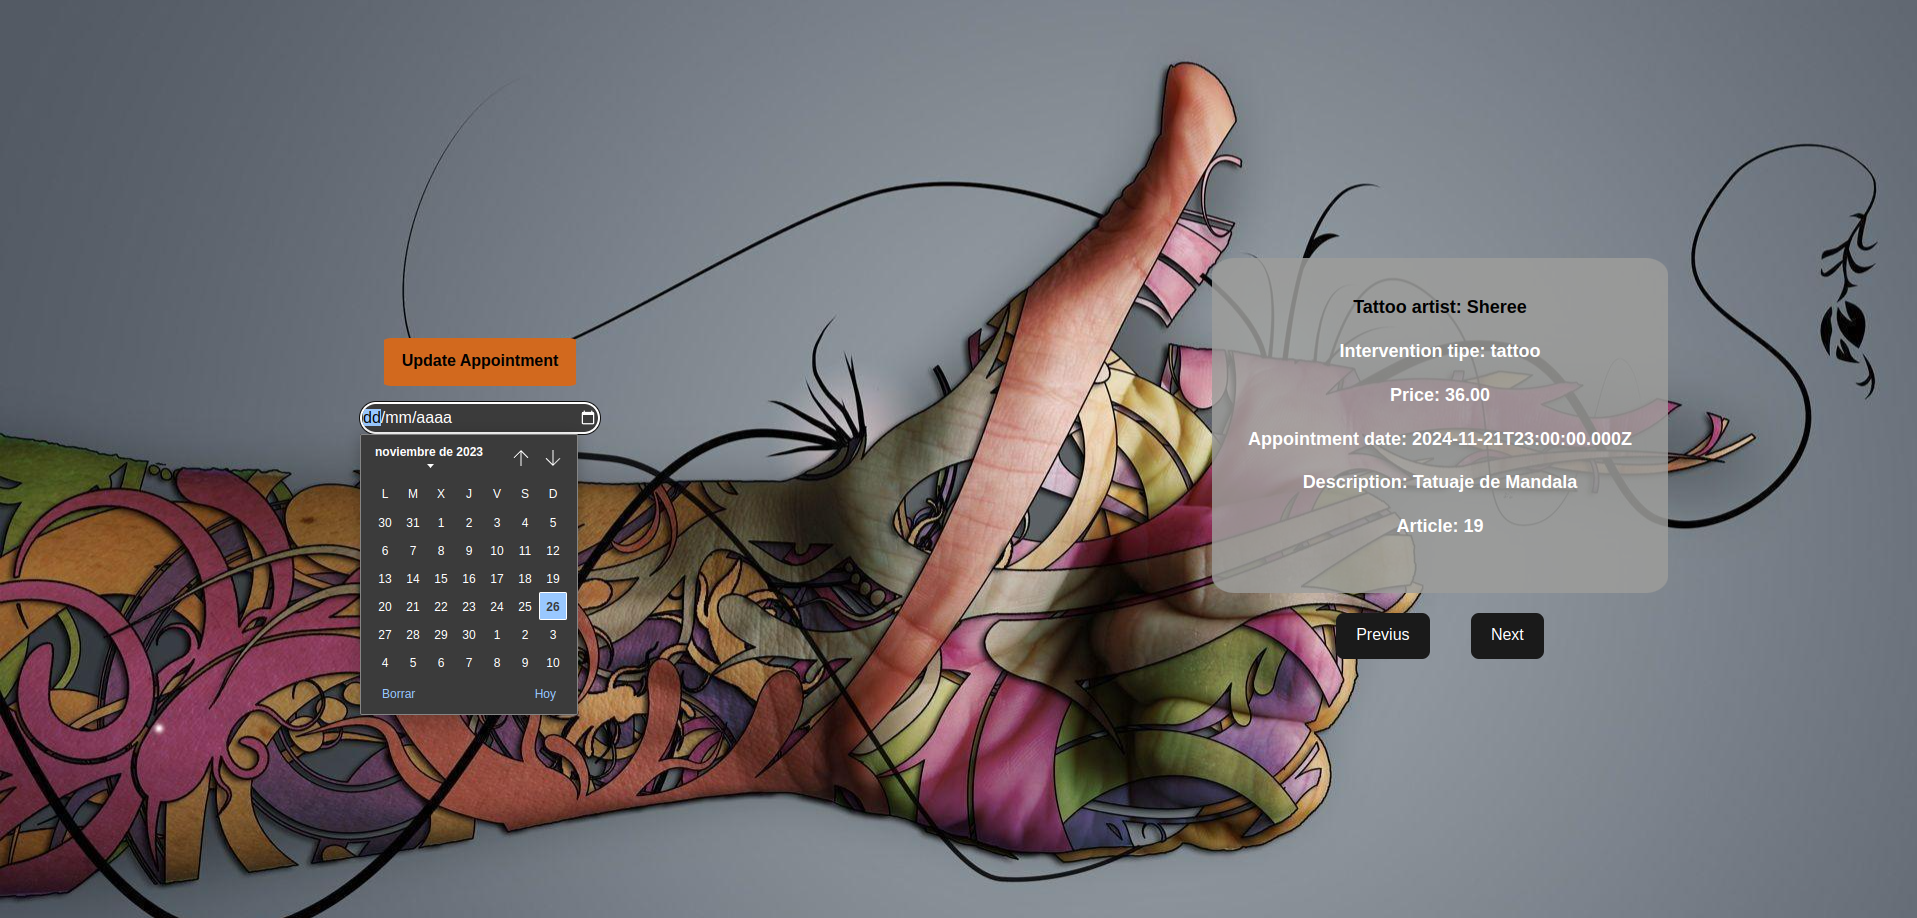 Update Appointment
dd/mm/aaaa
noviembre de 2023
L M X J V S D
30 31 1 2 3 4 5
6 7 8 9 10 11 12
13 14 15 16 17 18 19
20 21 22 23 24 25 26
27 28 29 30 1 2 3
4 5 6 7 8 9 10
Borrar Hoy
Tattoo artist: Sheree
Intervention tipe: tattoo
Price: 36.00
Appointment date: 2024-11-21T23:00:00.000Z
Description: Tatuaje de Mandala
Article: 19
Previus Next